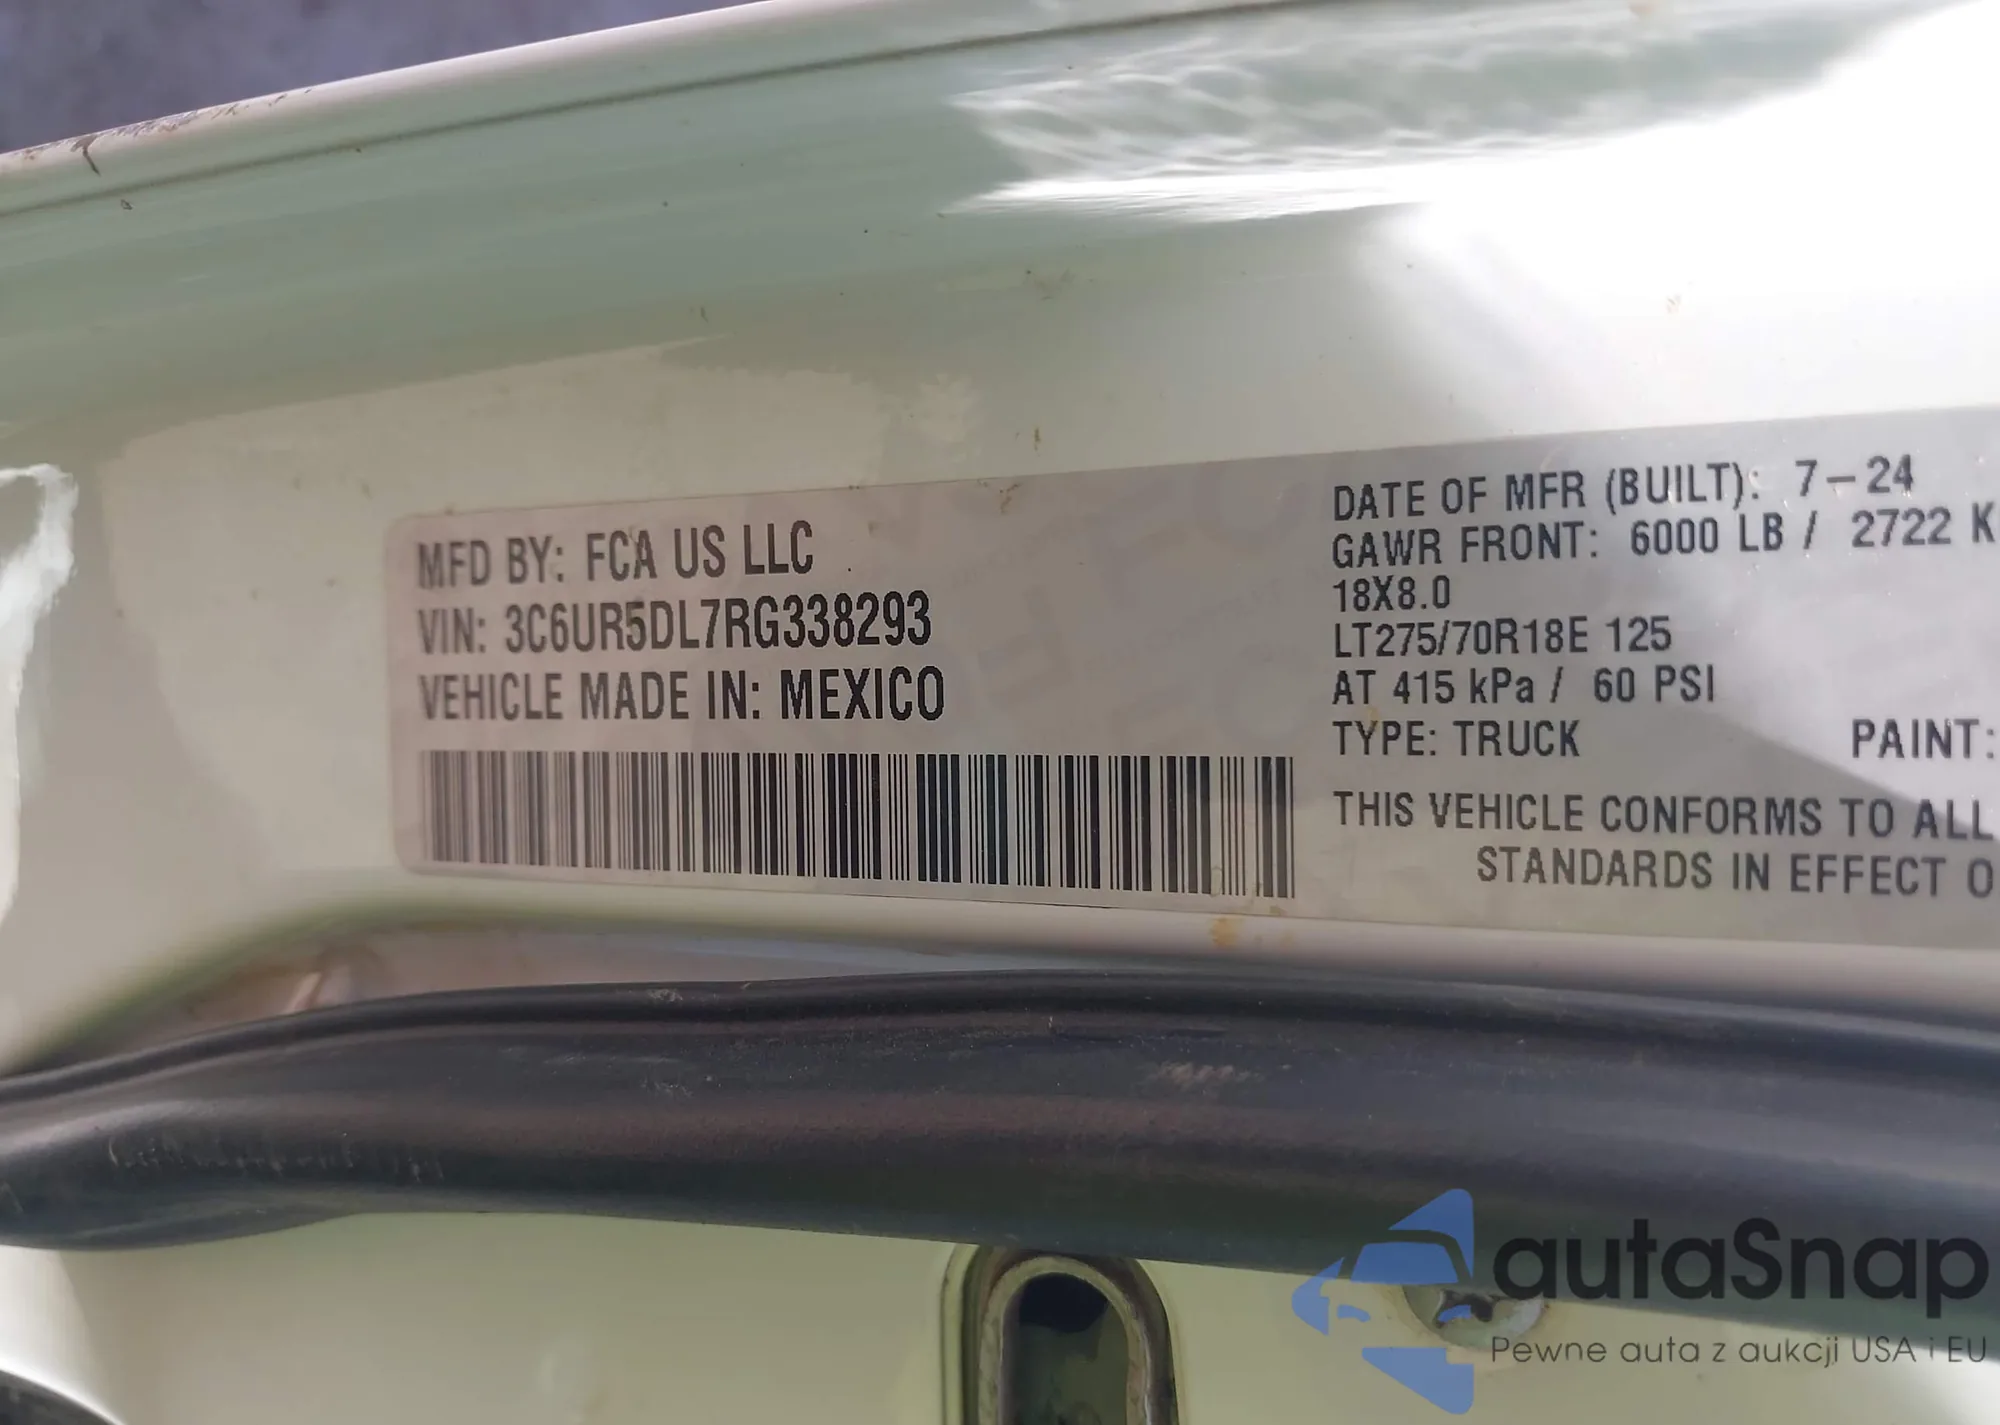 MFD BY: FCA US LLC
VIN: 3C6UR5DL7RG338293
VEHICLE MADE IN: MEXICO
DATE OF MFR (BUILT): 7-24
GAWR FRONT: 6000 LB / 2722 K
18X8.0
LT275/70R18E 125
AT 415 kPa / 60 PSI
TYPE: TRUCK PAINT:
THIS VEHICLE CONFORMS TO ALL
STANDARDS IN EFFECT O
autaSnap
Pewne auta z aukcji USA i EU